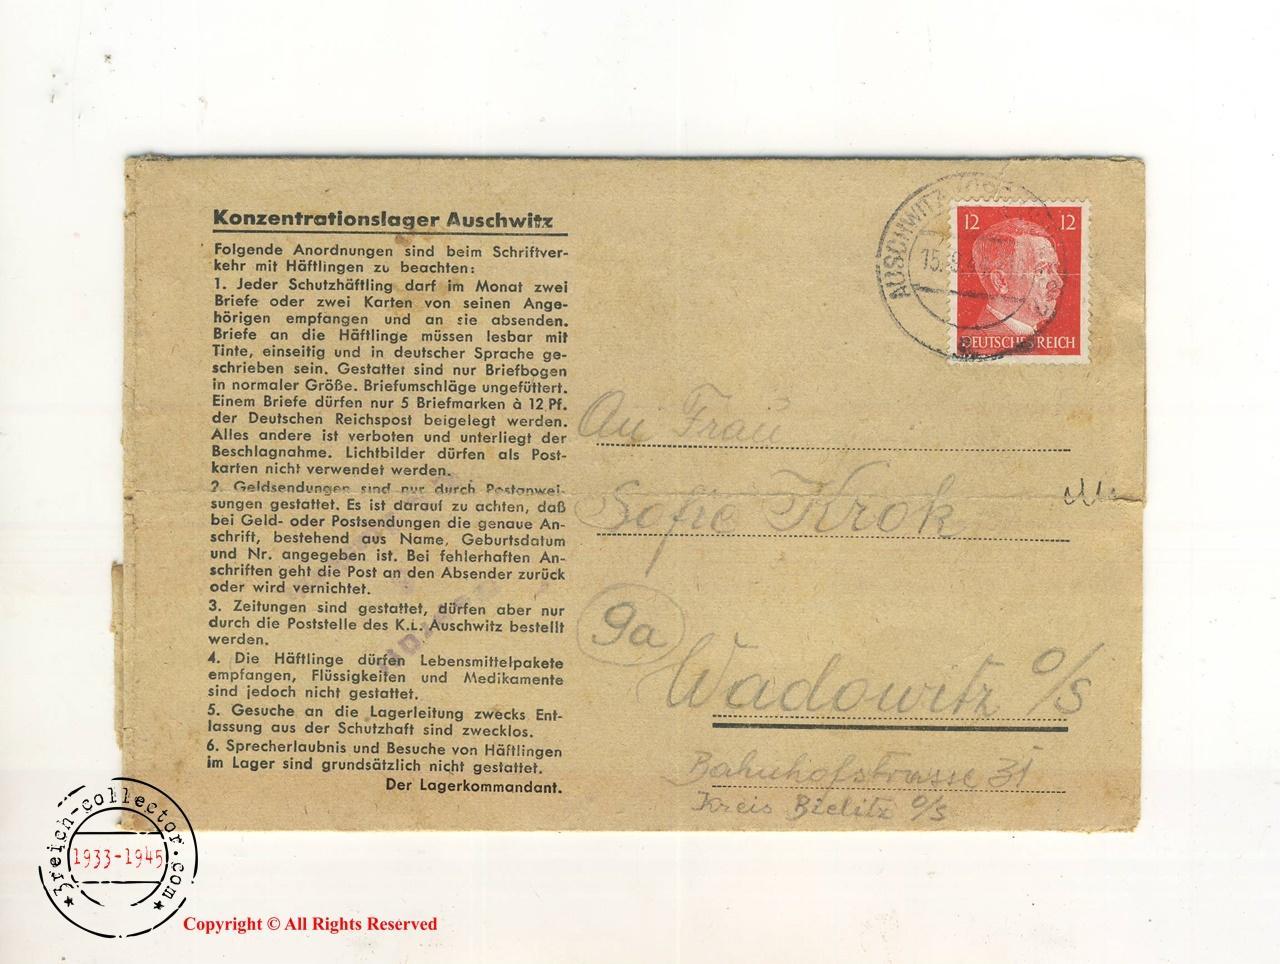 Konzentrationslager Auschwitz
Folgende Anordnungen sind beim Schriftver-
kehr mit Häftlingen zu beachten:
1. Jeder Schutzhäftling darf im Monat zwei
Briefe oder zwei Karten von seinen Ange-
hörigen empfangen und an sie absenden.
Briefe an die Häftlinge müssen lesbar mit
Tinte, einseitig und in deutscher Sprache ge-
schrieben sein. Gestattet sind nur Briefbogen
in normaler Größe. Briefumschläge ungefüttert.
Einem Briefe dürfen nur 5 Briefmarken à 12 Pf.
der Deutschen Reichspost beigelegt werden.
Alles andere ist verboten und unterliegt der
Beschlagnahme. Lichtbilder dürfen als Post-
karten nicht verwendet werden.
2. Geldsendungen sind nur durch Postanwei-
sungen gestattet. Es ist darauf zu achten, daß
bei Geld- oder Postsendungen die genaue An-
schrift, bestehend aus Name, Geburtsdatum
und Nr. angegeben ist. Bei fehlerhaften An-
schriften geht die Post an den Absender zurück
oder wird vernichtet.
3. Zeitungen sind gestattet, dürfen aber nur
durch die Poststelle des K.L. Auschwitz bestellt
werden.
4. Die Häftlinge dürfen Lebensmittelpakete
empfangen, Flüssigkeiten und Medikamente
sind jedoch nicht gestattet.
5. Gesuche an die Lagerleitung zwecks Ent-
lassung aus der Schutzhaft sind zwecklos.
6. Sprecherlaubnis und Besuche von Häftlingen
im Lager sind grundsätzlich nicht gestattet.
Der Lagerkommandant.
AUSCHWITZ
12 12
DEUTSCHES REICH
An Frau
Sofie Krok
9a
Wadowitz O/S
Bahnhofstrasse 31
Kreis Bielitz O/S
3reich-collector.com
1933-1945
Copyright © All Rights Reserved